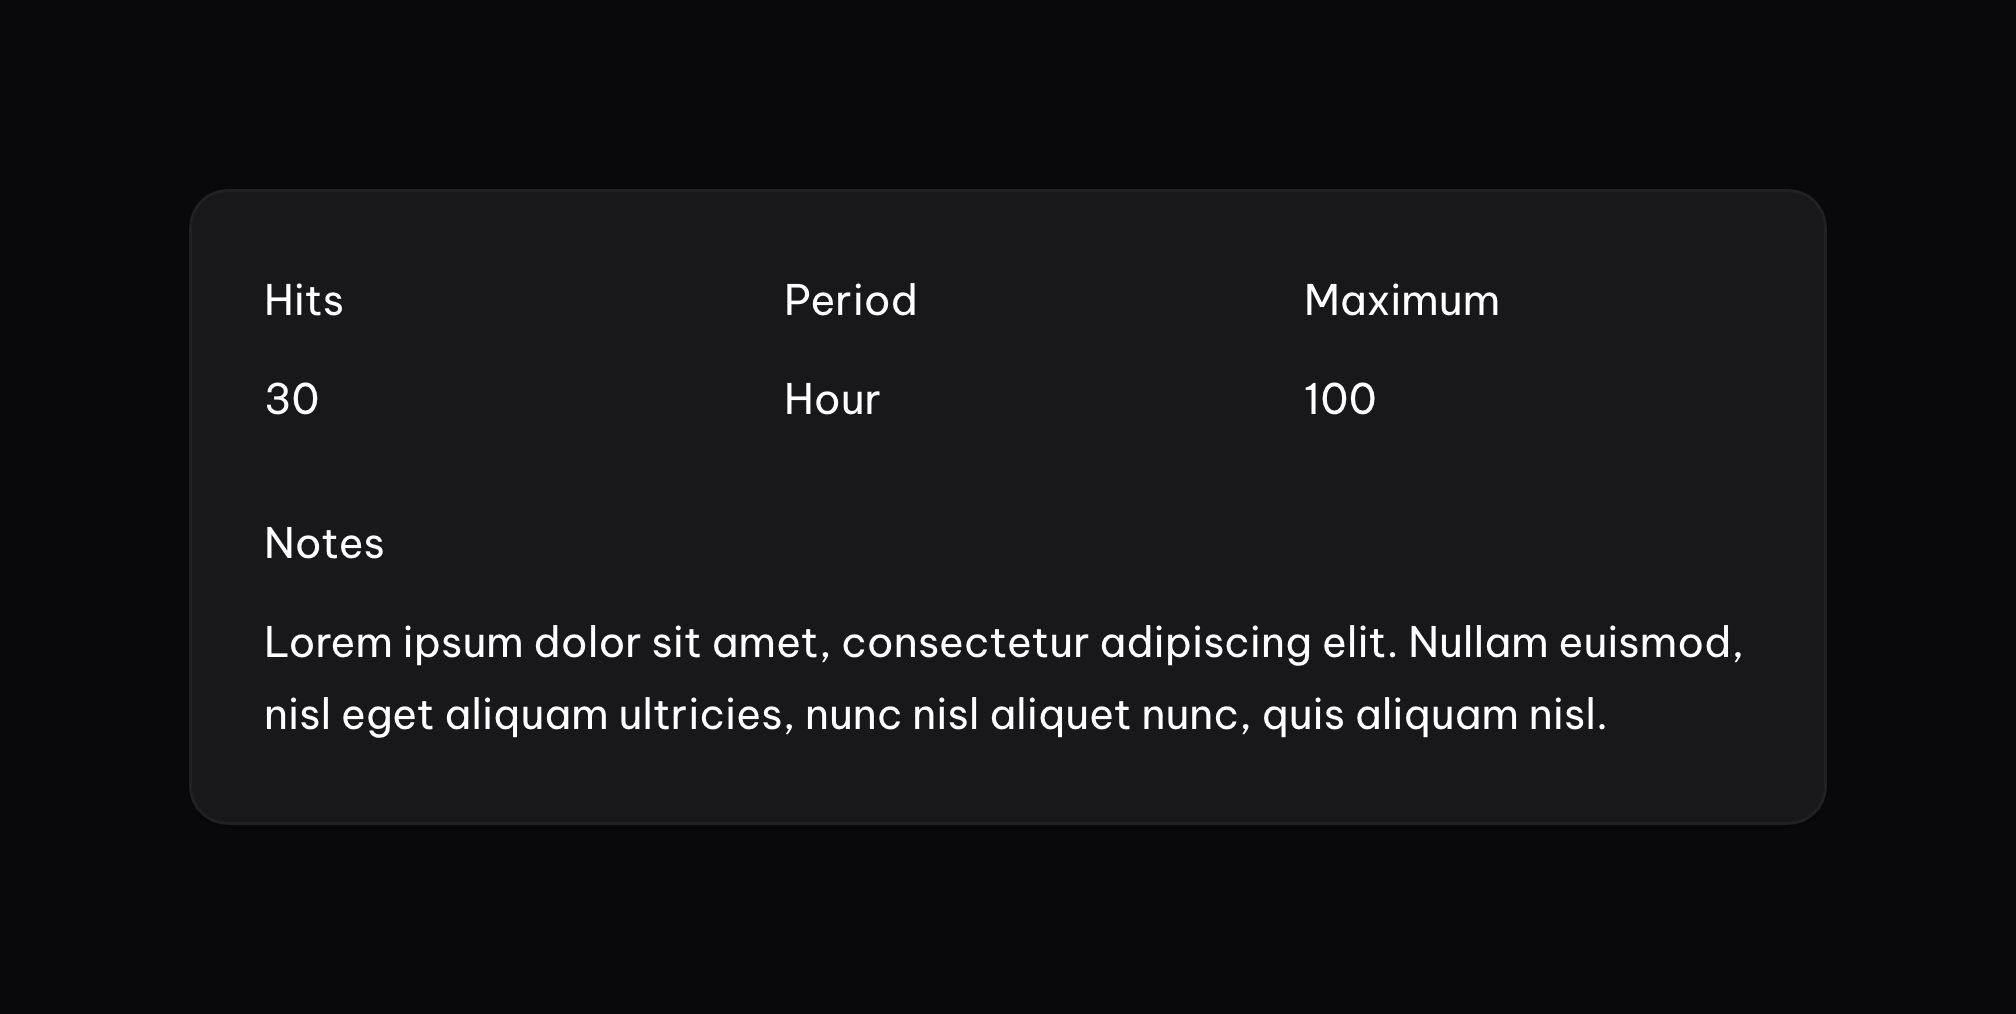 Hits Period Maximum
30 Hour 100
Notes
Lorem ipsum dolor sit amet, consectetur adipiscing elit. Nullam euismod,
nisl eget aliquam ultricies, nunc nisl aliquet nunc, quis aliquam nisl.